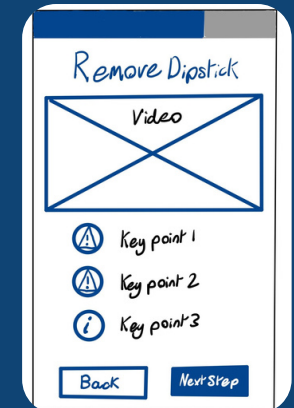 Remove Dipstick
Video
Key point 1
Key point 2
Key point 3
Back
Next Step